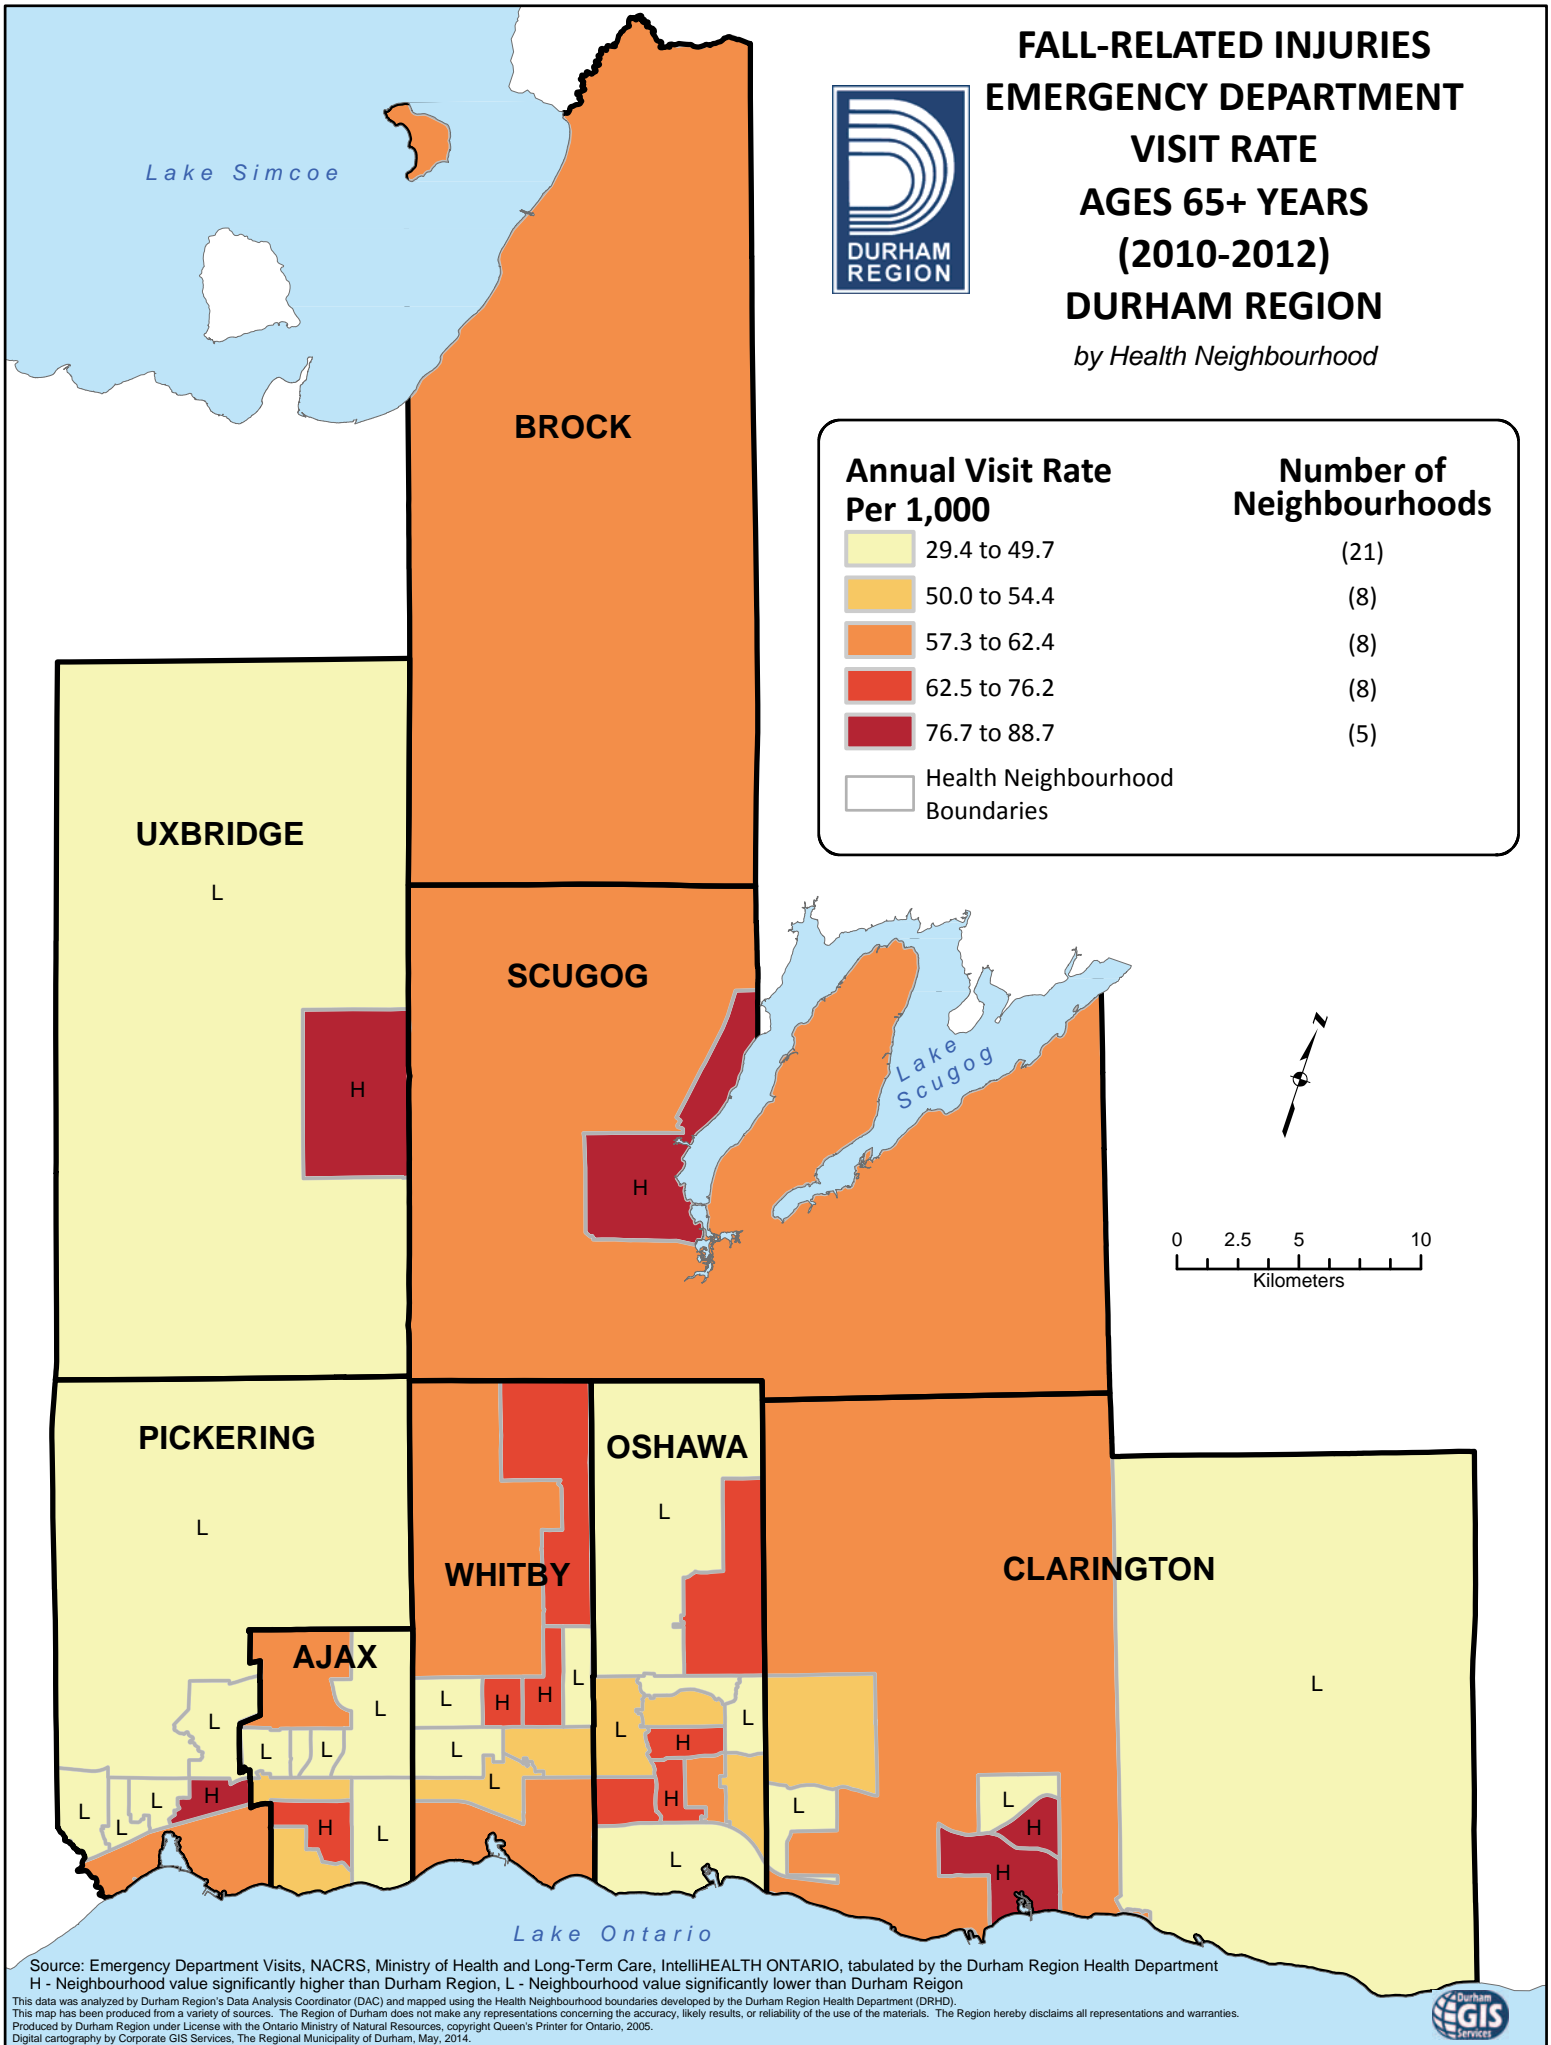 FALL-RELATED INJURIES
EMERGENCY DEPARTMENT
VISIT RATE
AGES 65+ YEARS
(2010-2012)
DURHAM REGION
by Health Neighbourhood
DURHAM
REGION
Lake Simcoe
BROCK
Annual Visit Rate
Per 1,000
Number of
Neighbourhoods
29.4 to 49.7 (21)
50.0 to 54.4 (8)
57.3 to 62.4 (8)
62.5 to 76.2 (8)
76.7 to 88.7 (5)
Health Neighbourhood
Boundaries
UXBRIDGE
L
SCUGOG
H
H
Lake
Scugog
N
0 2.5 5 10
Kilometers
PICKERING
L
OSHAWA
L
WHITBY
CLARINGTON
L
AJAX
L
L
L
H
H
L
L
L
L
L
L
L
H
L
L
L
L
H
H
L
H
L
L
L
H
H
L
H
Lake Ontario
Source: Emergency Department Visits, NACRS, Ministry of Health and Long-Term Care, IntelliHEALTH ONTARIO, tabulated by the Durham Region Health Department
H - Neighbourhood value significantly higher than Durham Region, L - Neighbourhood value significantly lower than Durham Reigon
This data was analyzed by Durham Region's Data Analysis Coordinator (DAC) and mapped using the Health Neighbourhood boundaries developed by the Durham Region Health Department (DRHD).
This map has been produced from a variety of sources. The Region of Durham does not make any representations concerning the accuracy, likely results, or reliability of the use of the materials. The Region hereby disclaims all representations and warranties.
Produced by Durham Region under License with the Ontario Ministry of Natural Resources, copyright Queen's Printer for Ontario, 2005.
Digital cartography by Corporate GIS Services, The Regional Municipality of Durham, May, 2014.
Durham
GIS
Services